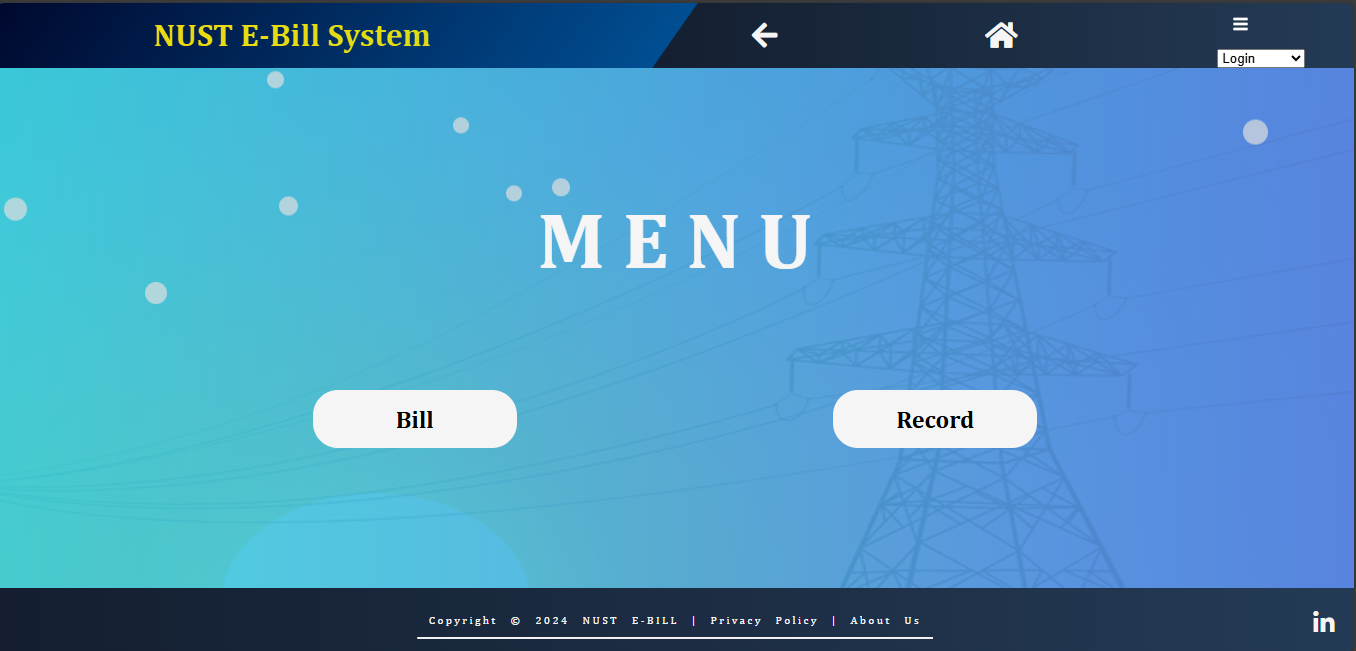 NUST E-Bill System
Login
MENU
Bill
Record
Copyright © 2024 NUST E-BILL | Privacy Policy | About Us
in